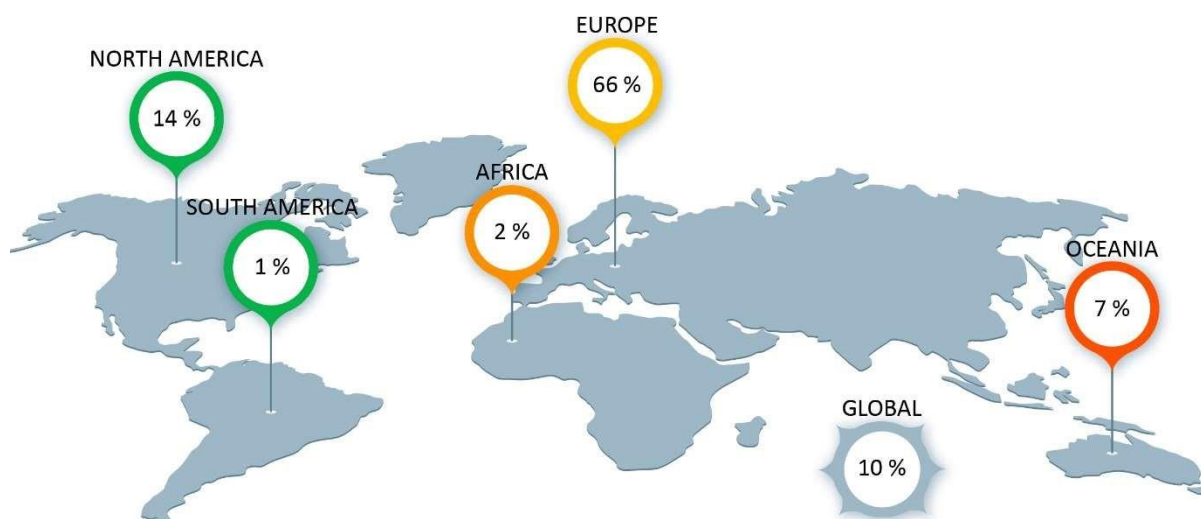 EUROPE
66 %
NORTH AMERICA
14 %
AFRICA
2 %
SOUTH AMERICA
1 %
OCEANIA
7 %
GLOBAL
10 %